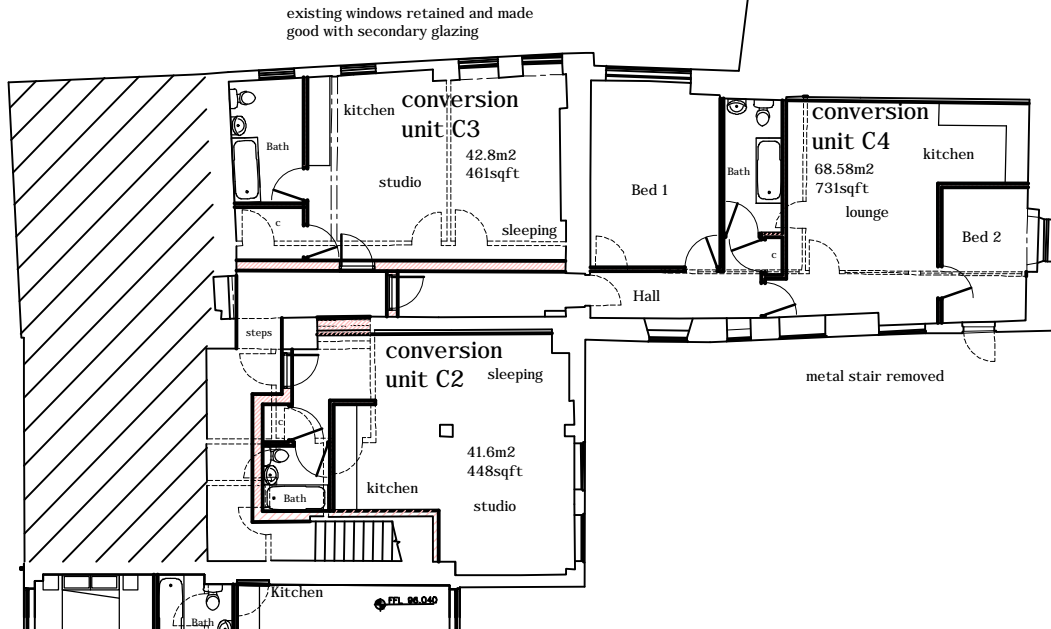 existing windows retained and made
good with secondary glazing
kitchen
conversion
unit C3
42.8m2
461sqft
Bath
studio
c
sleeping
Bed 1
Bath
c
conversion
unit C4
68.58m2
731sqft
kitchen
lounge
Bed 2
Hall
steps
conversion
unit C2
sleeping
metal stair removed
41.6m2
448sqft
kitchen
studio
Bath
Kitchen
FFL 96.040
Bath